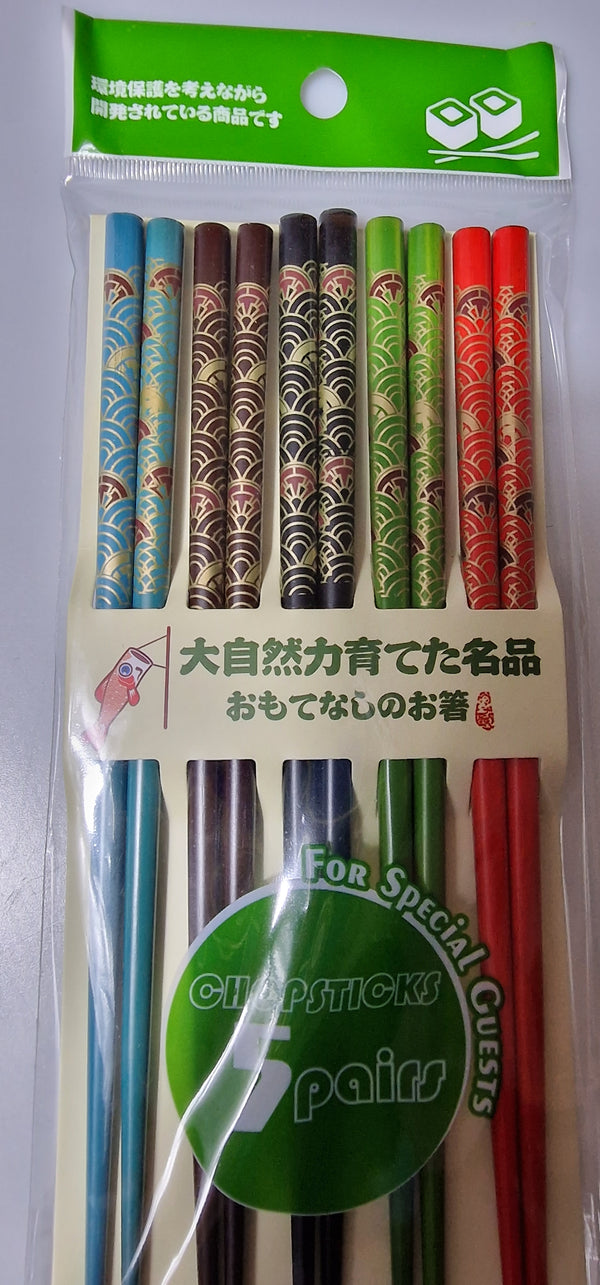 環境保護を考えながら
開発されている商品です
大自然力育てた名品
おもてなしのお箸
FOR SPECIAL GUESTS
CHOPSTICKS
5 pairs